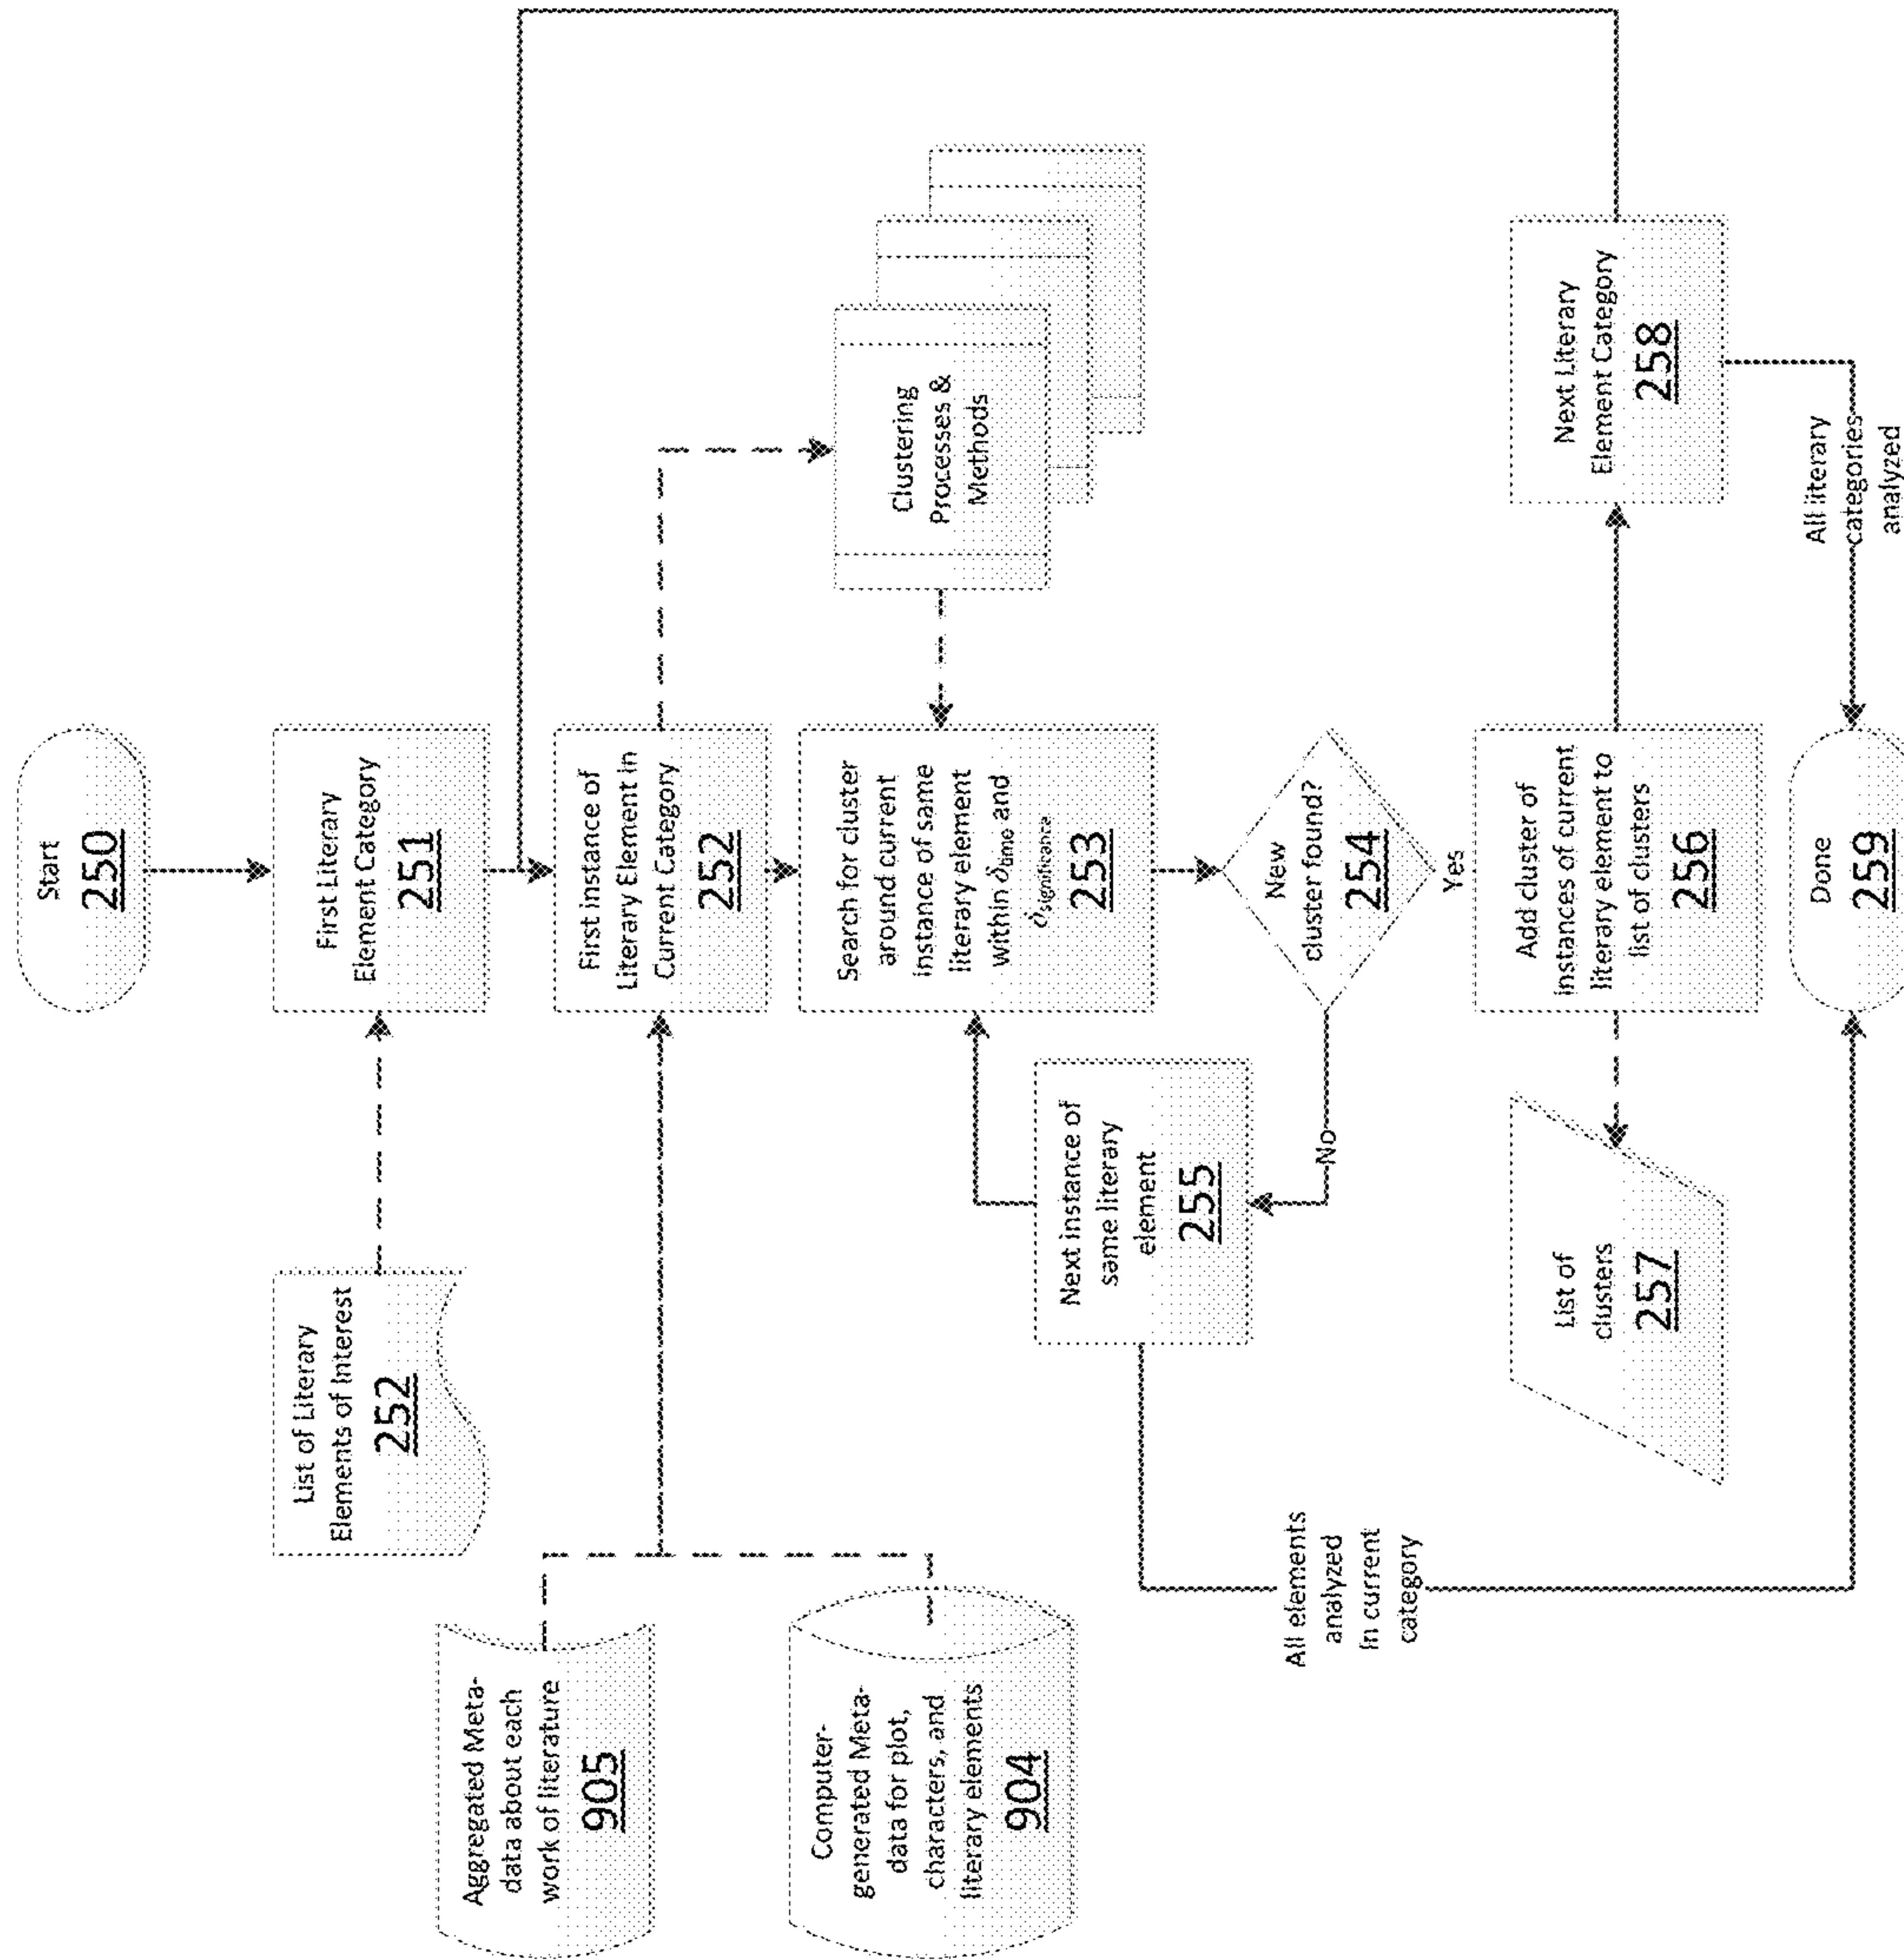 Start
250
First Literary
Element Category
251
List of Literary
Elements of Interest
252
Aggregated Meta-
data about each
work of literature
905
First instance of
Literary Element in
Current Category
252
Computer-
generated Meta-
data for plot,
characters, and
literary elements
904
Clustering
Processes &
Methods
Search for cluster
around current
instance of same
literary element
within δtime and
δsignificance
253
Next instance of
same literary
element
255
New
cluster found?
254
No
Yes
All elements
analyzed
in current
category
List of
clusters
257
Add cluster of
instances of current
literary element to
list of clusters
256
Next Literary
Element Category
258
All literary
categories
analyzed
Done
259